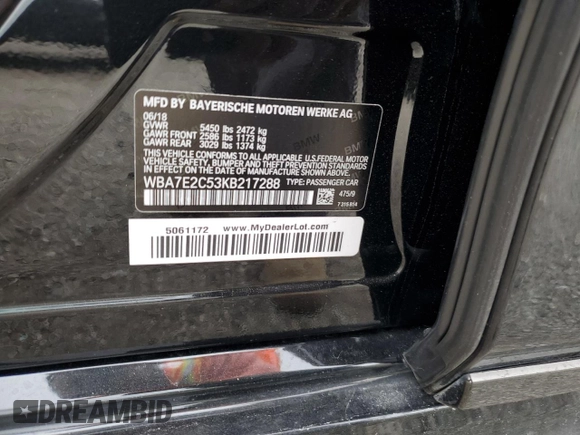 MFD BY BAYERISCHE MOTOREN WERKE AG
06/18
GVWR 5450 lbs 2472 kg
GAWR FRONT 2586 lbs 1173 kg
GAWR REAR 3029 lbs 1374 kg
THIS VEHICLE CONFORMS TO ALL APPLICABLE U.S. FEDERAL MOTOR
VEHICLE SAFETY, BUMPER AND THEFT PREVENTION STANDARDS
IN EFFECT ON THE DATE OF MANUFACTURE SHOWN ABOVE.
WBA7E2C53KB217288 TYPE: PASSENGER CAR
475/9
5061172 www.MyDealerLot.com
DREAMBID